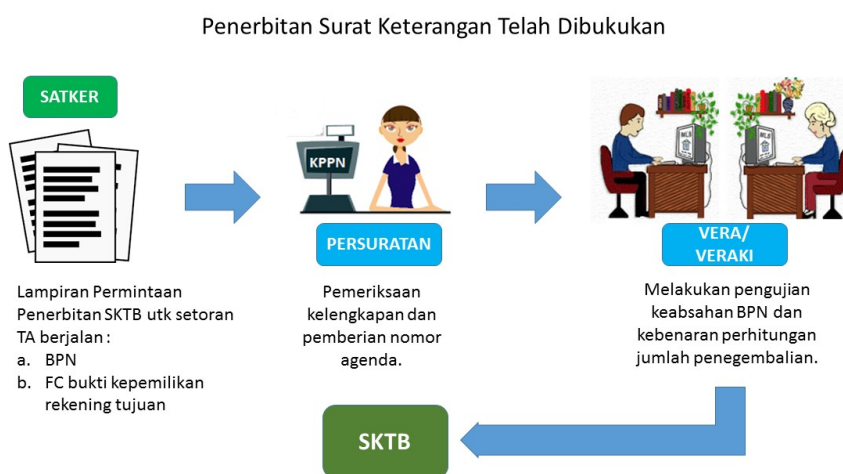 Penerbitan Surat Keterangan Telah Dibukukan
SATKER
Lampiran Permintaan
Penerbitan SKTB utk setoran
TA berjalan :
a. BPN
b. FC bukti kepemilikan
rekening tujuan
KPPN
PERSURATAN
Pemeriksaan
kelengkapan dan
pemberian nomor
agenda.
VERA/
VERAKI
Melakukan pengujian
keabsahan BPN dan
kebenaran perhitungan
jumlah penegembalian.
SKTB